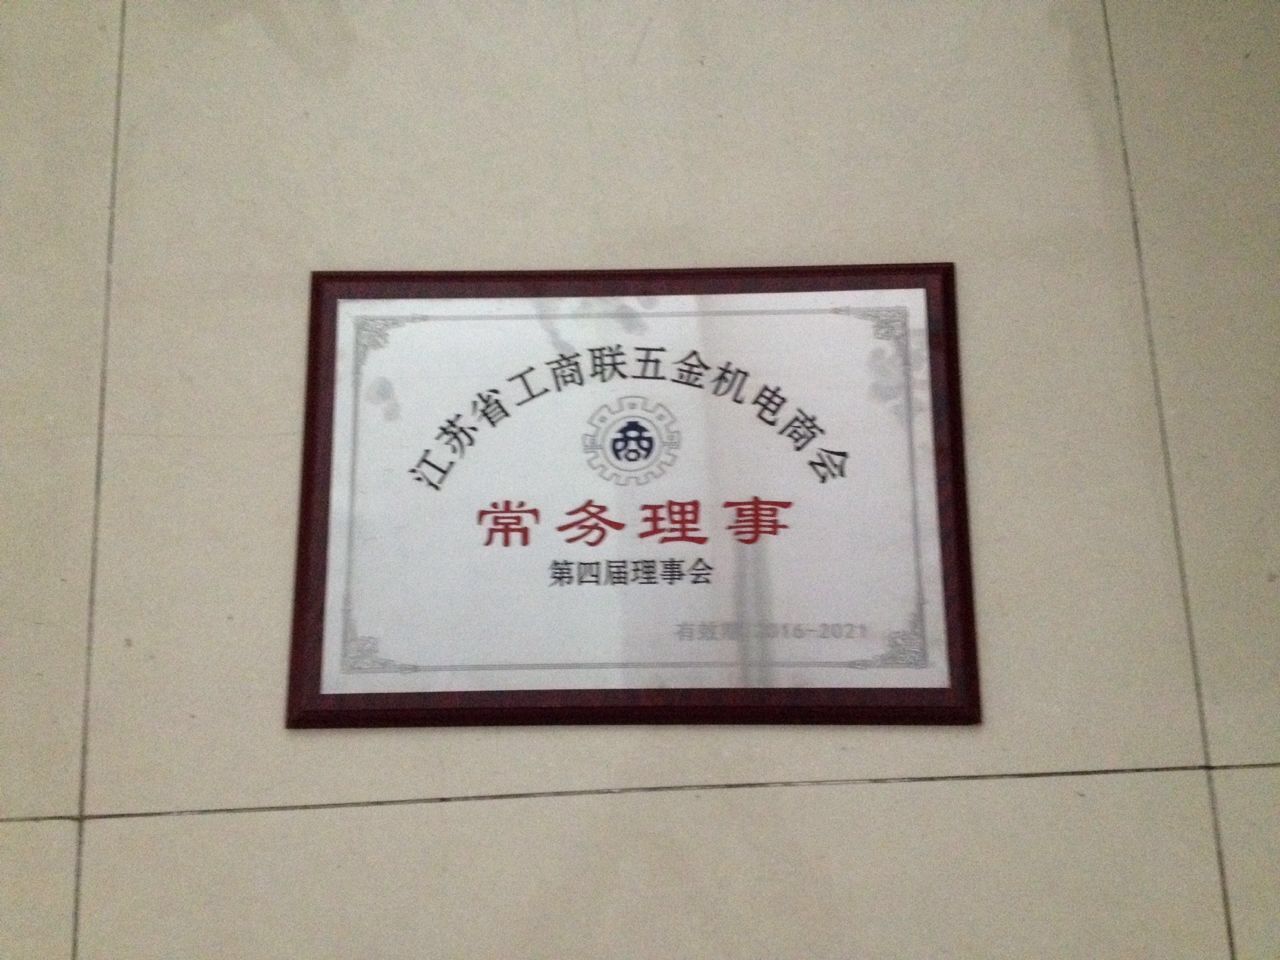 江苏省工商联五金机电商会
常务理事
第四届理事会
有效期 2016-2021